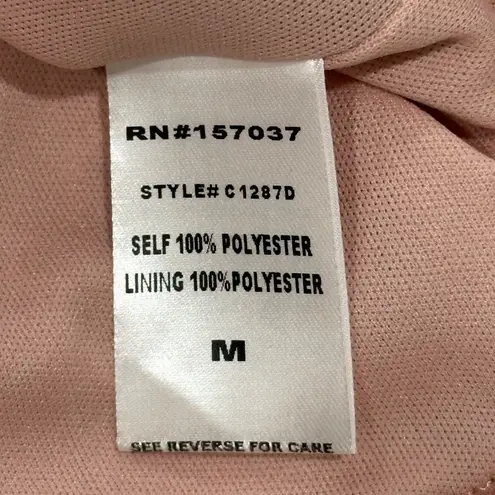 RN#157037
STYLE# C1287D
SELF 100% POLYESTER
LINING 100%POLYESTER
M
SEE REVERSE FOR CARE